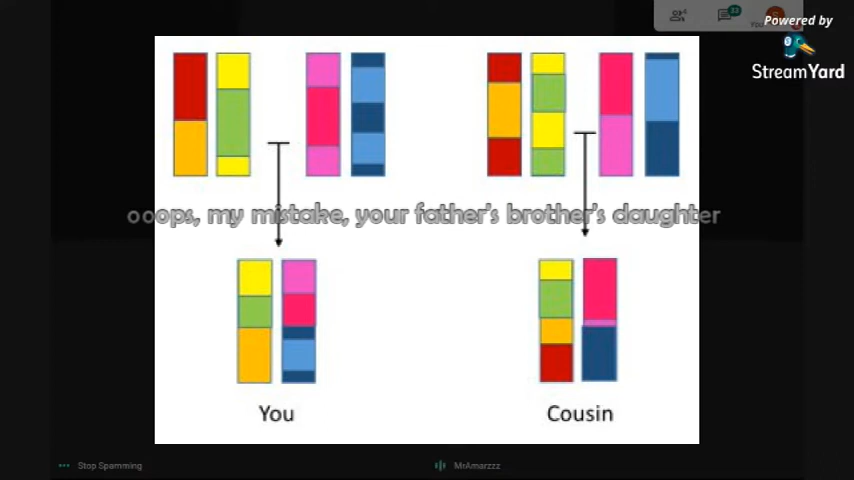 Powered by
StreamYard
ooops, my mistake, your father's brother's daughter
You
Cousin
Stop Spamming
MrAmarzzz